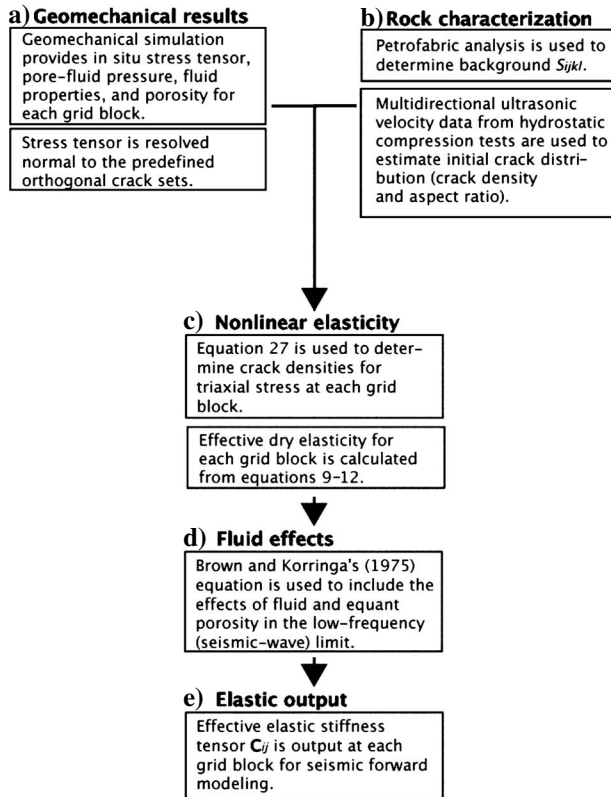 a) Geomechanical results
Geomechanical simulation
provides in situ stress tensor,
pore-fluid pressure, fluid
properties, and porosity for
each grid block.
Stress tensor is resolved
normal to the predefined
orthogonal crack sets.
b) Rock characterization
Petrofabric analysis is used to
determine background Sijkl.
Multidirectional ultrasonic
velocity data from hydrostatic
compression tests are used to
estimate initial crack distri-
bution (crack density
and aspect ratio).
c) Nonlinear elasticity
Equation 27 is used to deter-
mine crack densities for
triaxial stress at each grid
block.
Effective dry elasticity for
each grid block is calculated
from equations 9–12.
d) Fluid effects
Brown and Korringa's (1975)
equation is used to include the
effects of fluid and equant
porosity in the low-frequency
(seismic-wave) limit.
e) Elastic output
Effective elastic stiffness
tensor Cij is output at each
grid block for seismic forward
modeling.